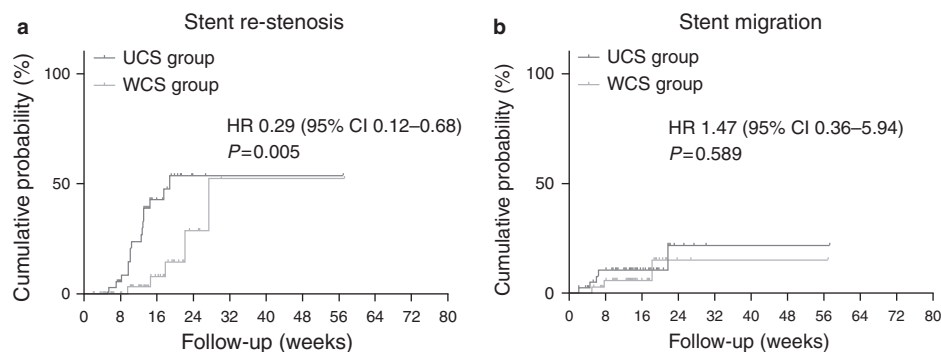 a
Stent re-stenosis
UCS group
WCS group
HR 0.29 (95% CI 0.12–0.68)
P=0.005
Cumulative probability (%)
100
50
0
0 8 16 24 32 40 48 56 64 72 80
Follow-up (weeks)
b
Stent migration
UCS group
WCS group
HR 1.47 (95% CI 0.36–5.94)
P=0.589
Cumulative probability (%)
100
50
0
0 8 16 24 32 40 48 56 64 72 80
Follow-up (weeks)